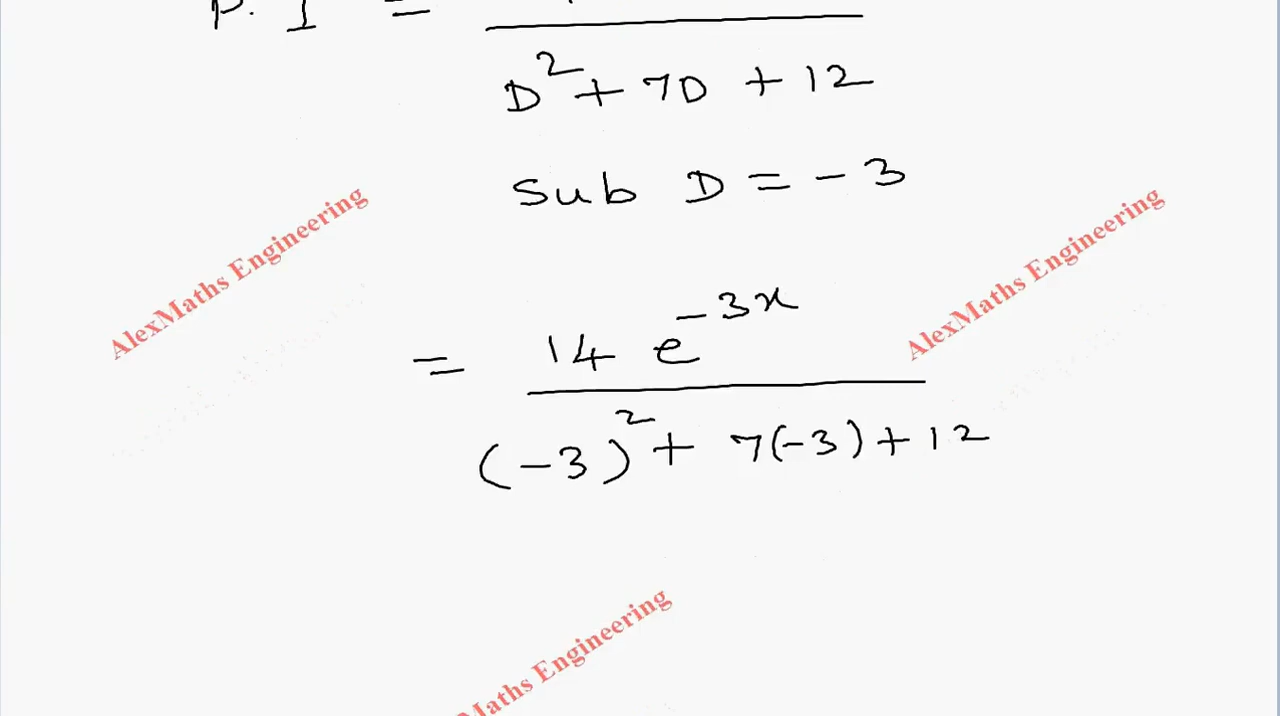 P. I =
D² + 7D + 12
Sub D = -3
= 14 e^{-3x}
(-3)² + 7(-3) + 12
AlexMaths Engineering
AlexMaths Engineering
Maths Engineering